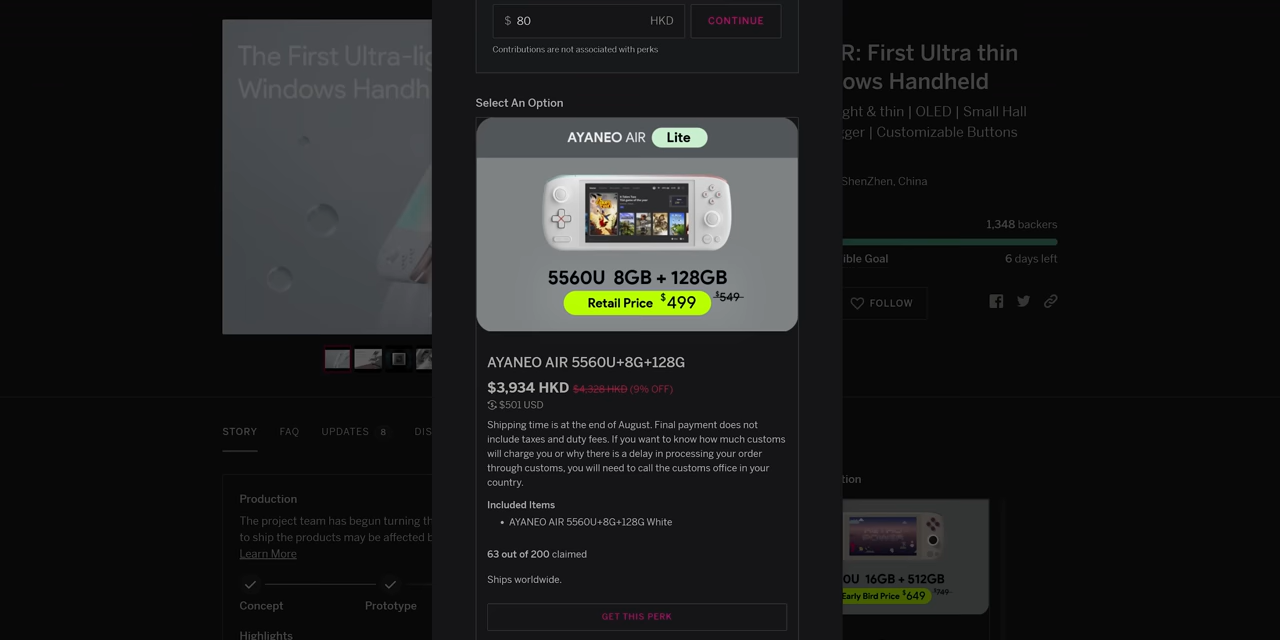 $ 80 HKD
CONTINUE
Contributions are not associated with perks
Select An Option
AYANEO AIR Lite
5560U 8GB + 128GB
Retail Price $499 $549
AYANEO AIR 5560U+8G+128G
$3,934 HKD $4,328 HKD (9% OFF)
$501 USD
Shipping time is at the end of August. Final payment does not
include taxes and duty fees. If you want to know how much customs
will charge you or why there is a delay in processing your order
through customs, you will need to call the customs office in your
country.
Included Items
• AYANEO AIR 5560U+8G+128G White
63 out of 200 claimed
Ships worldwide.
GET THIS PERK
The First Ultra-lig
Windows Handh
STORY FAQ UPDATES 8 DIS
Production
The project team has begun turning th
to ship the products may be affected b
Learn More
Concept Prototype
Highlights
R: First Ultra thin
ows Handheld
ght & thin | OLED | Small Hall
ger | Customizable Buttons
ShenZhen, China
1,348 backers
ible Goal 6 days left
FOLLOW
tion
0U 16GB + 512GB
Early Bird Price $649 $749